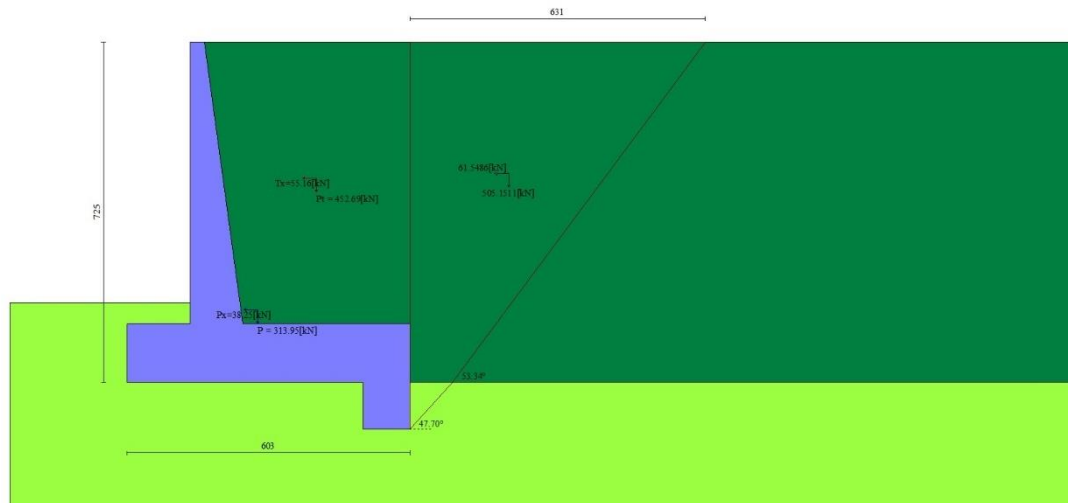 631
725
61.5486[kN]
Tx=55.16[kN]
505.1511[kN]
Pt = 452.69[kN]
Px=38.25[kN]
P = 313.95[kN]
53.34°
47.70°
603